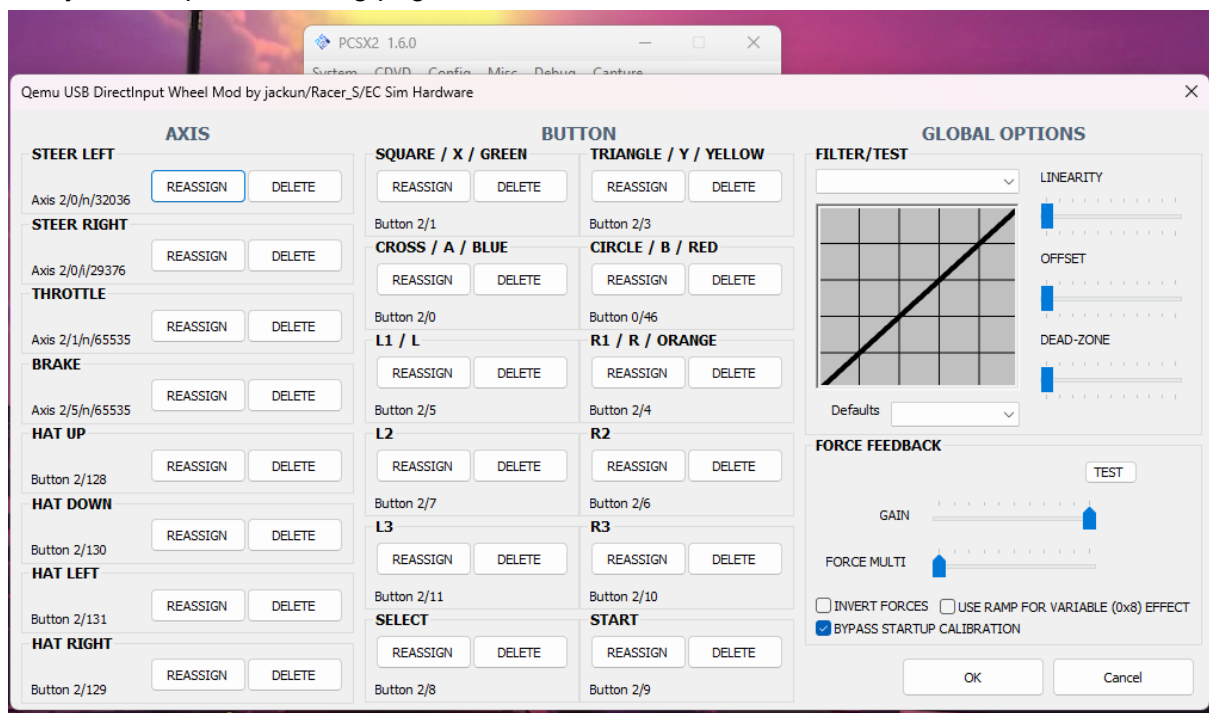 PCSX2 1.6.0
System CDVD Config Misc Debug Capture
Qemu USB DirectInput Wheel Mod by jackun/Racer_S/EC Sim Hardware
AXIS
STEER LEFT
REASSIGN DELETE
Axis 2/0/n/32036
STEER RIGHT
REASSIGN DELETE
Axis 2/0/i/29376
THROTTLE
REASSIGN DELETE
Axis 2/1/n/65535
BRAKE
REASSIGN DELETE
Axis 2/5/n/65535
HAT UP
REASSIGN DELETE
Button 2/128
HAT DOWN
REASSIGN DELETE
Button 2/130
HAT LEFT
REASSIGN DELETE
Button 2/131
HAT RIGHT
REASSIGN DELETE
Button 2/129
BUTTON
SQUARE / X / GREEN TRIANGLE / Y / YELLOW
REASSIGN DELETE REASSIGN DELETE
Button 2/1 Button 2/3
CROSS / A / BLUE CIRCLE / B / RED
REASSIGN DELETE REASSIGN DELETE
Button 2/0 Button 0/46
L1 / L R1 / R / ORANGE
REASSIGN DELETE REASSIGN DELETE
Button 2/5 Button 2/4
L2 R2
REASSIGN DELETE REASSIGN DELETE
Button 2/7 Button 2/6
L3 R3
REASSIGN DELETE REASSIGN DELETE
Button 2/11 Button 2/10
SELECT START
REASSIGN DELETE REASSIGN DELETE
Button 2/8 Button 2/9
GLOBAL OPTIONS
FILTER/TEST
LINEARITY
OFFSET
DEAD-ZONE
Defaults
FORCE FEEDBACK
TEST
GAIN
FORCE MULTI
INVERT FORCES USE RAMP FOR VARIABLE (0x8) EFFECT
BYPASS STARTUP CALIBRATION
OK Cancel